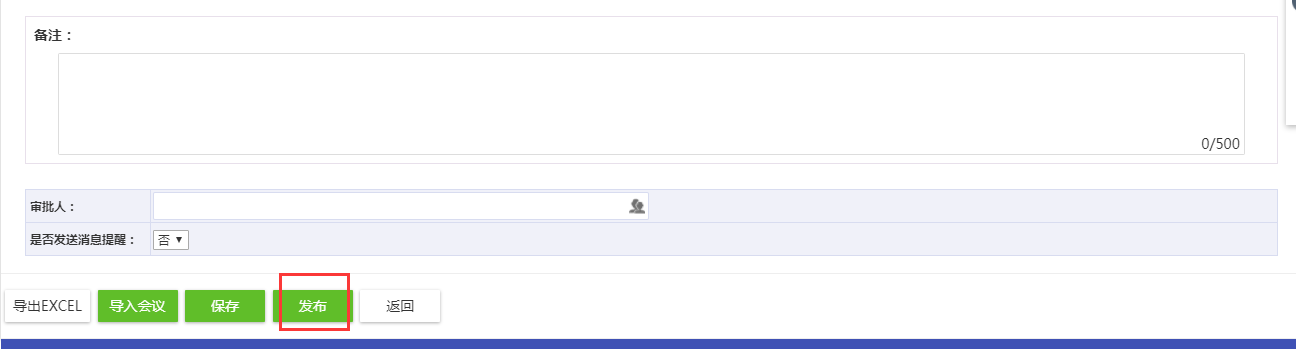 备注：
0/500
审批人：
是否发送消息提醒： 否
导出EXCEL 导入会议 保存 发布 返回